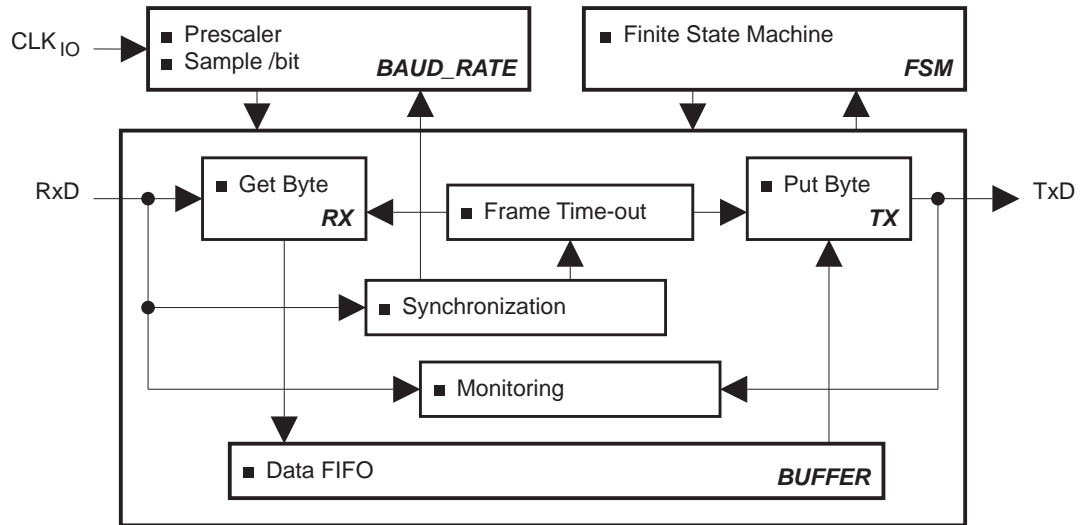 CLK IO
■ Prescaler
■ Sample /bit
BAUD_RATE
■ Finite State Machine
FSM
RxD
■ Get Byte
RX
■ Frame Time-out
■ Put Byte
TX
TxD
■ Synchronization
■ Monitoring
■ Data FIFO
BUFFER